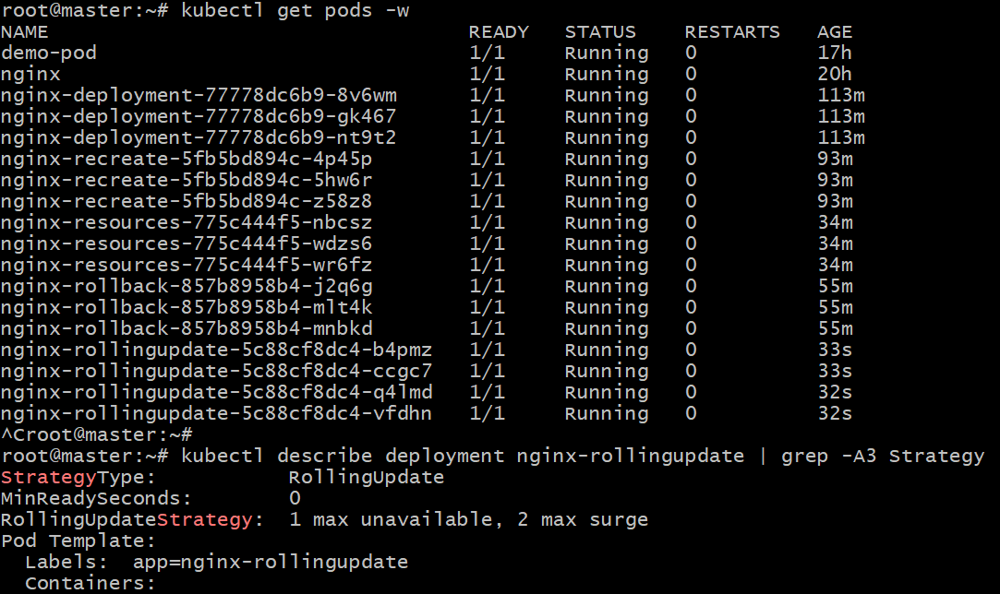 root@master:~# kubectl get pods -w
NAME READY STATUS RESTARTS AGE
demo-pod 1/1 Running 0 17h
nginx 1/1 Running 0 20h
nginx-deployment-77778dc6b9-8v6wm 1/1 Running 0 113m
nginx-deployment-77778dc6b9-gk467 1/1 Running 0 113m
nginx-deployment-77778dc6b9-nt9t2 1/1 Running 0 113m
nginx-recreate-5fb5bd894c-4p45p 1/1 Running 0 93m
nginx-recreate-5fb5bd894c-5hw6r 1/1 Running 0 93m
nginx-recreate-5fb5bd894c-z58z8 1/1 Running 0 93m
nginx-resources-775c444f5-nbcsz 1/1 Running 0 34m
nginx-resources-775c444f5-wdzs6 1/1 Running 0 34m
nginx-resources-775c444f5-wr6fz 1/1 Running 0 34m
nginx-rollback-857b8958b4-j2q6g 1/1 Running 0 55m
nginx-rollback-857b8958b4-mlt4k 1/1 Running 0 55m
nginx-rollback-857b8958b4-mnbkd 1/1 Running 0 55m
nginx-rollingupdate-5c88cf8dc4-b4pmz 1/1 Running 0 33s
nginx-rollingupdate-5c88cf8dc4-ccgc7 1/1 Running 0 33s
nginx-rollingupdate-5c88cf8dc4-q4lmd 1/1 Running 0 32s
nginx-rollingupdate-5c88cf8dc4-vfdhn 1/1 Running 0 32s
^Croot@master:~#
root@master:~# kubectl describe deployment nginx-rollingupdate | grep -A3 Strategy
StrategyType: RollingUpdate
MinReadySeconds: 0
RollingUpdateStrategy: 1 max unavailable, 2 max surge
Pod Template:
Labels: app=nginx-rollingupdate
Containers: